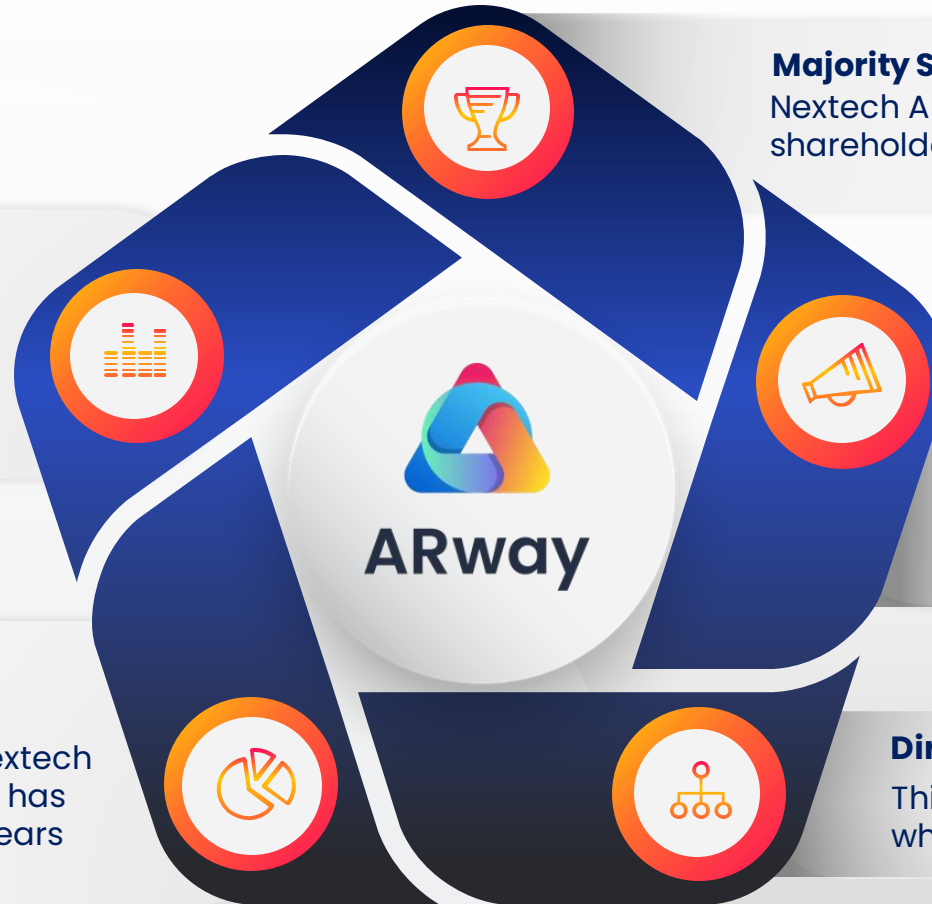 Majority S
Nextech A
shareholde
ARway
extech
has
ears
Dir
Thi
wh